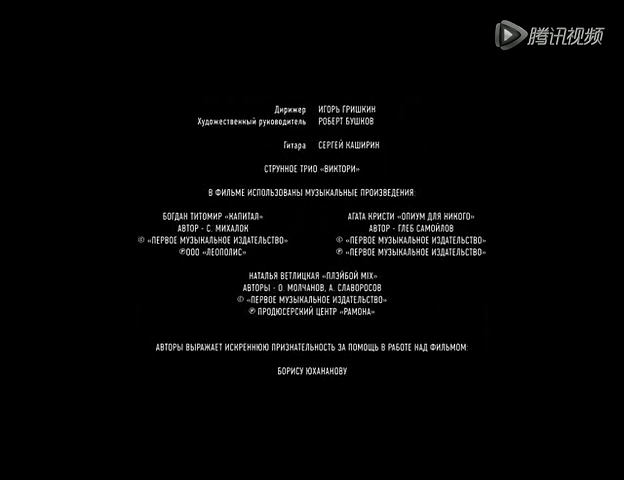 腾讯视频
Дирижер ИГОРЬ ГРИШКИН
Художественный руководитель РОБЕРТ БУШКОВ
Гитара СЕРГЕЙ КАШИРИН
СТРУННОЕ ТРИО «ВИКТОРИ»
В ФИЛЬМЕ ИСПОЛЬЗОВАНЫ МУЗЫКАЛЬНЫЕ ПРОИЗВЕДЕНИЯ:
БОГДАН ТИТОМИР «КАПИТАЛ»
АВТОР - С. МИХАЛОК
© «ПЕРВОЕ МУЗЫКАЛЬНОЕ ИЗДАТЕЛЬСТВО»
℗ООО «ЛЕОПОЛИС»
АГАТА КРИСТИ «ОПИУМ ДЛЯ НИКОГО»
АВТОР - ГЛЕБ САМОЙЛОВ
© «ПЕРВОЕ МУЗЫКАЛЬНОЕ ИЗДАТЕЛЬСТВО»
℗ «ПЕРВОЕ МУЗЫКАЛЬНОЕ ИЗДАТЕЛЬСТВО»
НАТАЛЬЯ ВЕТЛИЦКАЯ «ПЛЭЙБОЙ MIX»
АВТОРЫ - О. МОЛЧАНОВ, А. СЛАВОРОСОВ
© «ПЕРВОЕ МУЗЫКАЛЬНОЕ ИЗДАТЕЛЬСТВО»
℗ ПРОДЮСЕРСКИЙ ЦЕНТР «РАМОНА»
АВТОРЫ ВЫРАЖАЕТ ИСКРЕННЮЮ ПРИЗНАТЕЛЬНОСТЬ ЗА ПОМОЩЬ В РАБОТЕ НАД ФИЛЬМОМ:
БОРИСУ ЮХАНАНОВУ